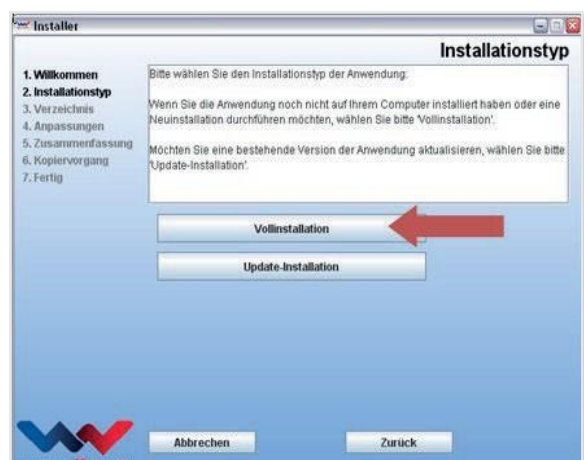 Installer
Installationstyp
1. Willkommen
2. Installationstyp
3. Verzeichnis
4. Anpassungen
5. Zusammenfassung
6. Kopiervorgang
7. Fertig
Bitte wählen Sie den Installationstyp der Anwendung:
Wenn Sie die Anwendung noch nicht auf Ihrem Computer installiert haben oder eine
Neuinstallation durchführen möchten, wählen Sie bitte 'Vollinstallation'.
Möchten Sie eine bestehende Version der Anwendung aktualisieren, wählen Sie bitte
'Update-Installation'.
Vollinstallation
Update-Installation
Abbrechen
Zurück